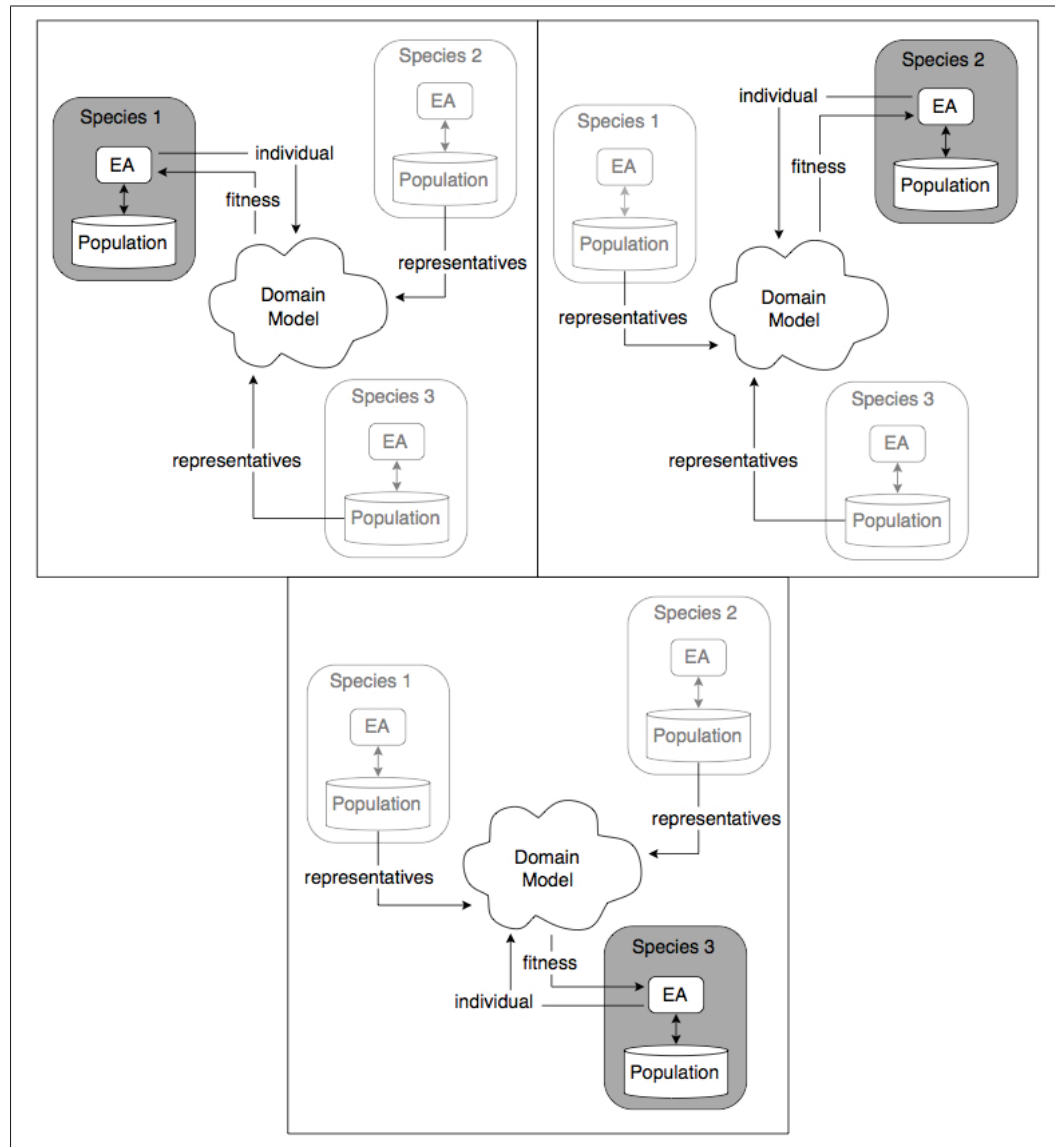 Species 1
EA
Population
individual
fitness
Species 2
EA
Population
representatives
Domain
Model
Species 3
EA
Population
representatives
Species 1
EA
Population
representatives
individual
fitness
Species 2
EA
Population
Domain
Model
Species 3
EA
Population
representatives
Species 1
EA
Population
representatives
Species 2
EA
Population
representatives
Domain
Model
fitness
individual
Species 3
EA
Population